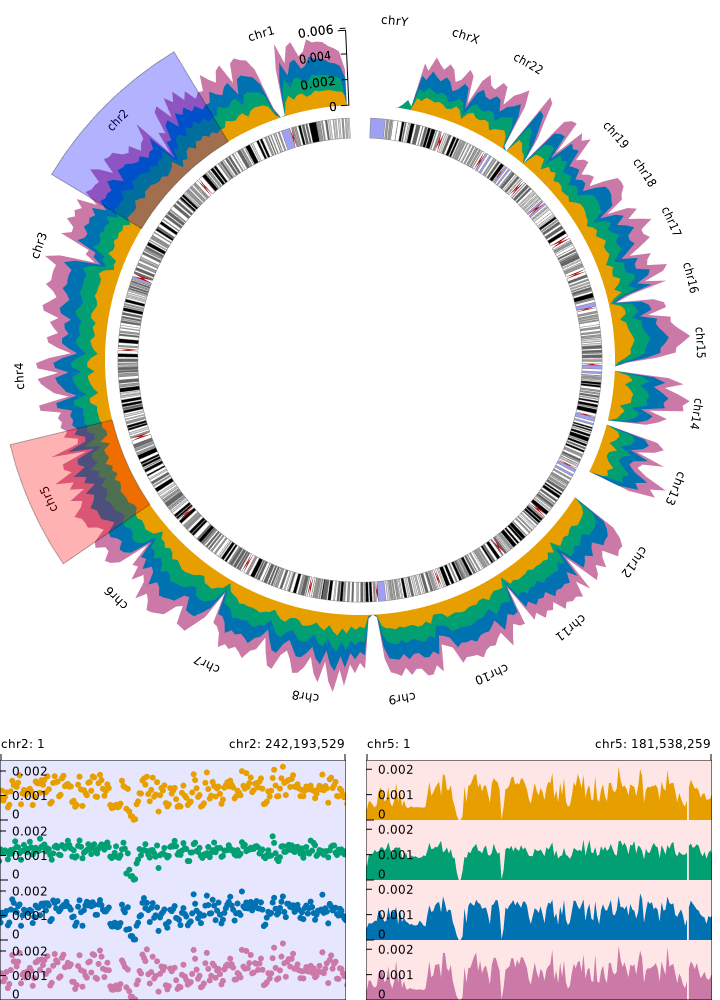 chrY
chr1
0.006
chrX
0.004
chr22
0.002
0
chr2
chr19
chr18
chr17
chr3
chr16
chr15
chr4
chr14
chr5
chr13
chr12
chr6
chr11
chr7
chr10
chr8
chr9
chr2: 1
chr2: 242,193,529
chr5: 1
chr5: 181,538,259
0.002
0.001
0
0.002
0.001
0
0.002
0.001
0
0.002
0.001
0
0.002
0.001
0
0.002
0.001
0
0.002
0.001
0
0.002
0.001
0